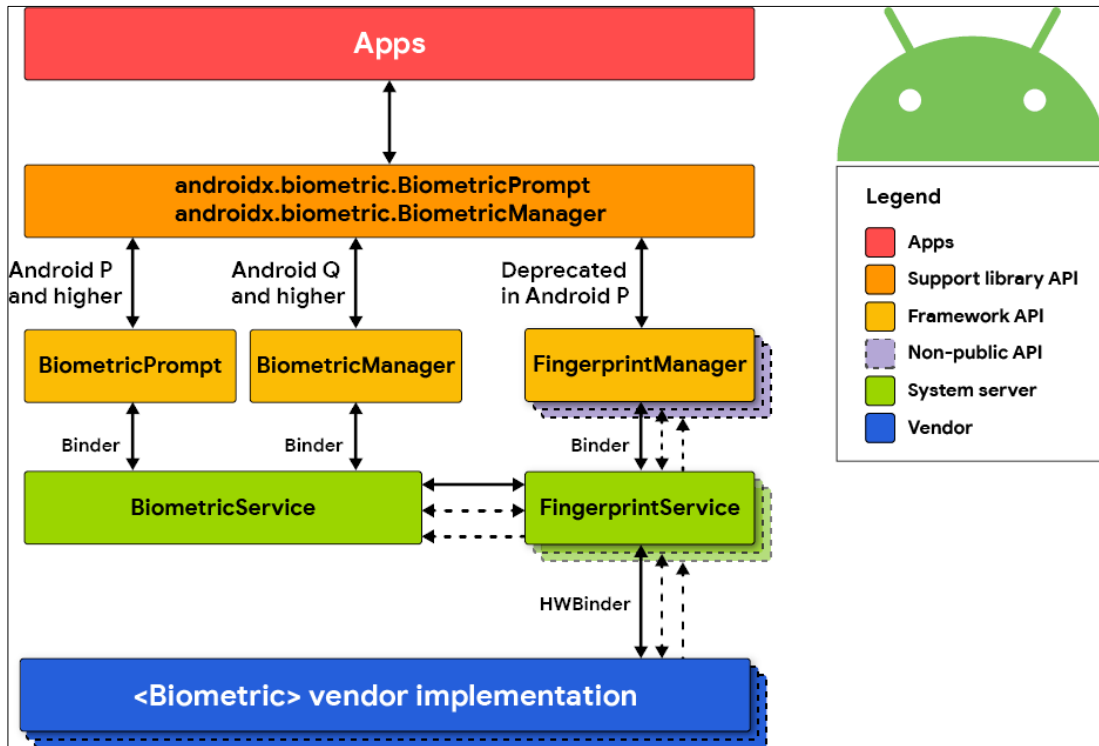 Apps
androidx.biometric.BiometricPrompt
androidx.biometric.BiometricManager
Android P
and higher
Android Q
and higher
Deprecated
in Android P
BiometricPrompt
BiometricManager
FingerprintManager
Binder
Binder
Binder
BiometricService
FingerprintService
HWBinder
<Biometric> vendor implementation
Legend
Apps
Support library API
Framework API
Non-public API
System server
Vendor